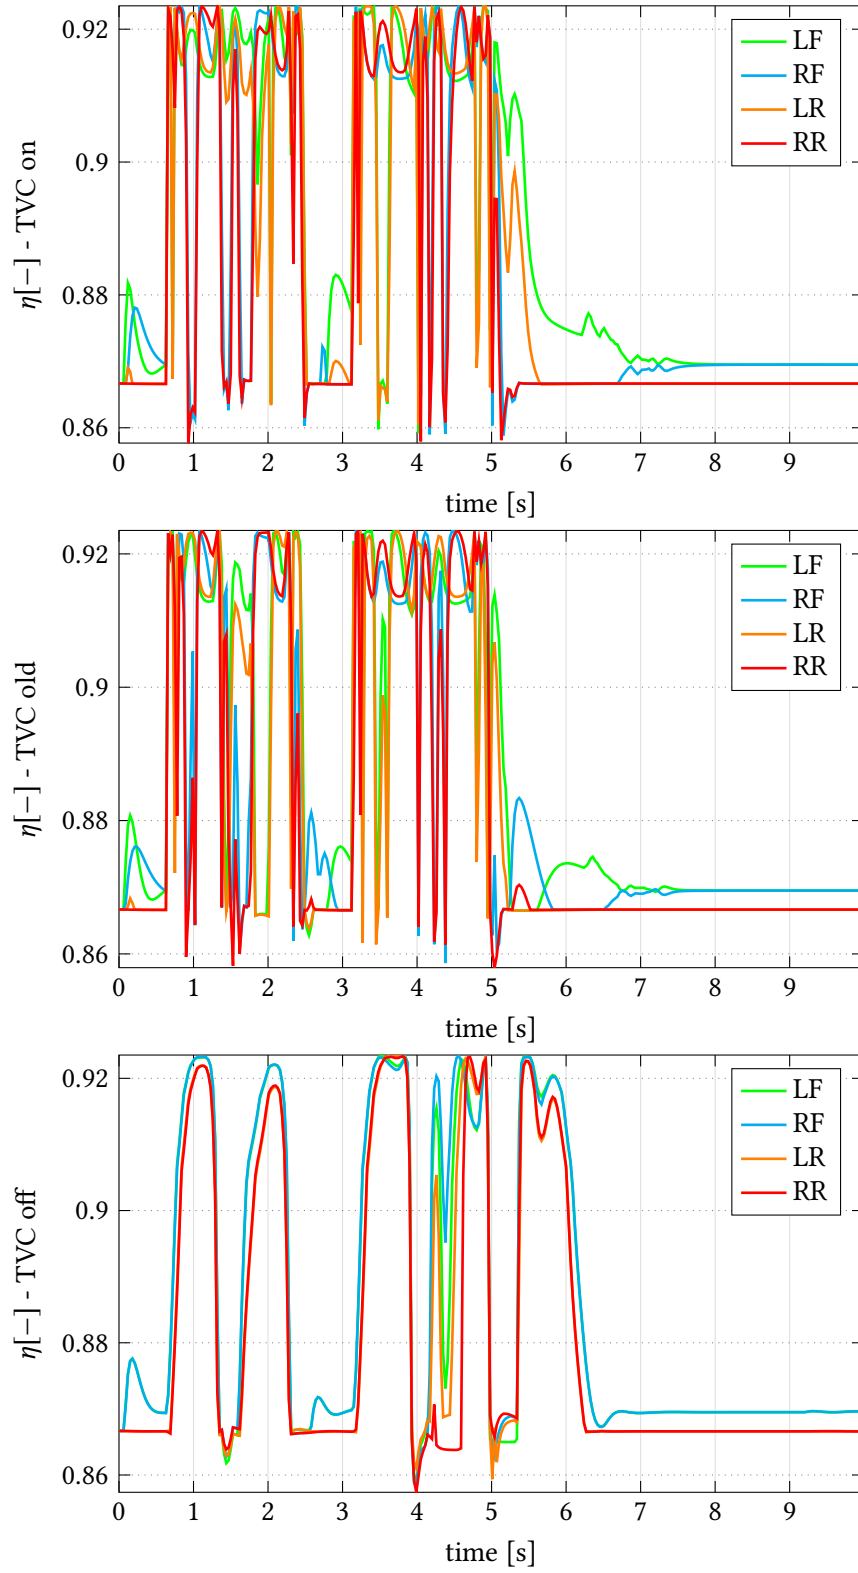 η[−] - TVC on
0.92
0.9
0.88
0.86
LF
RF
LR
RR
0 1 2 3 4 5 6 7 8 9
time [s]
η[−] - TVC old
0.92
0.9
0.88
0.86
LF
RF
LR
RR
0 1 2 3 4 5 6 7 8 9
time [s]
η[−] - TVC off
0.92
0.9
0.88
0.86
LF
RF
LR
RR
0 1 2 3 4 5 6 7 8 9
time [s]